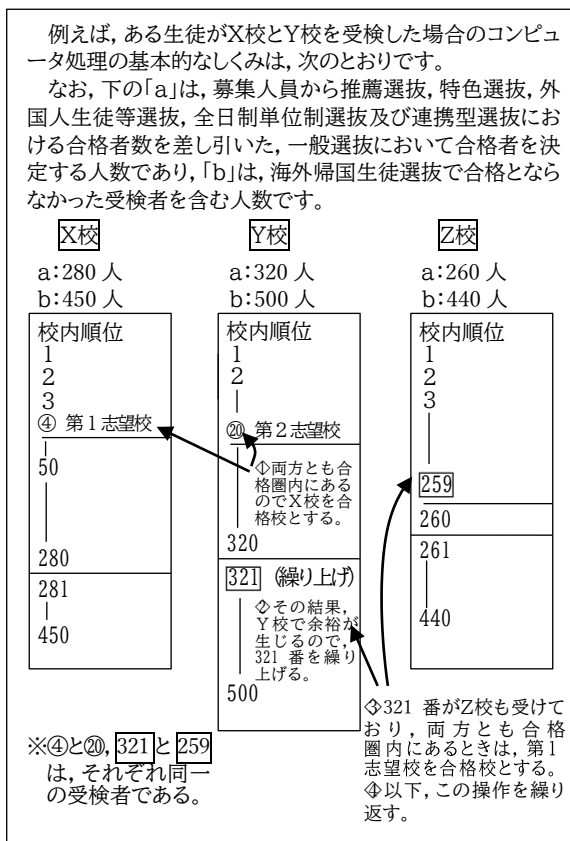 例えば，ある生徒がX校とY校を受検した場合のコンピュ
ータ処理の基本的なしくみは，次のとおりです。
なお，下の「a」は，募集人員から推薦選抜，特色選抜，外
国人生徒等選抜，全日制単位制選抜及び連携型選抜にお
ける合格者数を差し引いた，一般選抜において合格者を決
定する人数であり，「b」は，海外帰国生徒選抜で合格となら
なかった受検者を含む人数です。
X校
a:280 人
b:450 人
校内順位
1
2
3
④ 第1志望校
50
280
281
450
Y校
a:320 人
b:500 人
校内順位
1
2
⑳ 第2志望校
①両方とも合
格圏内にある
のでX校を合
格校とする。
320
321 (繰り上げ)
②その結果，
Y校で余裕が
生じるので，
321 番を繰り
上げる。
500
Z校
a:260 人
b:440 人
校内順位
1
2
3
259
260
261
440
③321 番がZ校も受けて
おり，両方とも合格
圏内にあるときは，第1
志望校を合格校とする。
④以下，この操作を繰り
返す。
※④と⑳，321と259
は，それぞれ同一
の受検者である。